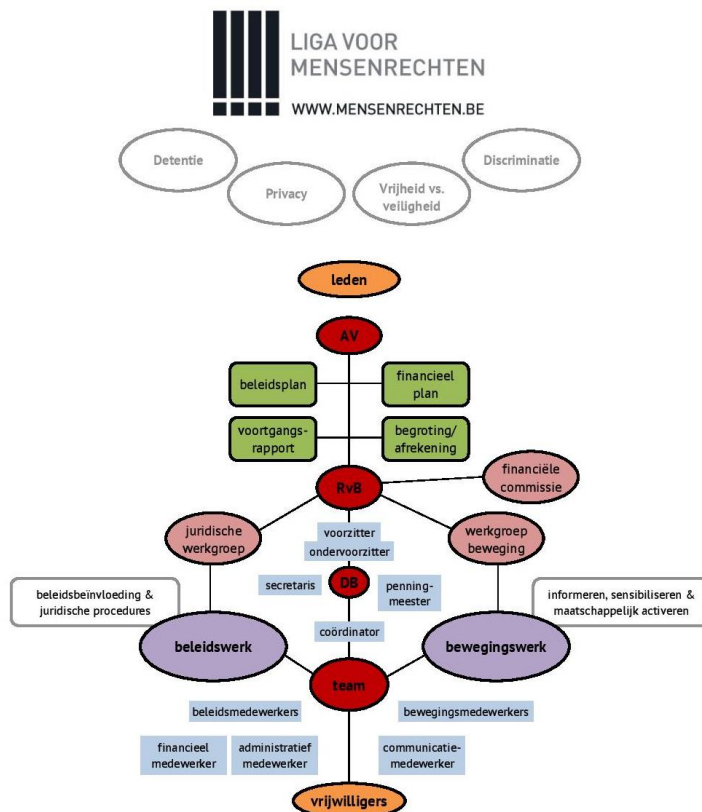 LIGA VOOR
MENSENRECHTEN
WWW.MENSENRECHTEN.BE
Detentie
Privacy
Vrijheid vs.
veiligheid
Discriminatie
leden
AV
beleidsplan
financieel
plan
voortgangs-
rapport
begroting/
afrekening
RvB
financiële
commissie
juridische
werkgroep
voorzitter
ondervoorzitter
werkgroep
beweging
beleidsbeïnvloeding &
juridische procedures
secretaris
DB
penning-
meester
informeren, sensibiliseren &
maatschappelijk activeren
beleidswerk
coördinator
bewegingswerk
team
beleidsmedewerkers
bewegingsmedewerkers
financieel
medewerker
administratief
medewerker
communicatie-
medewerker
vrijwilligers